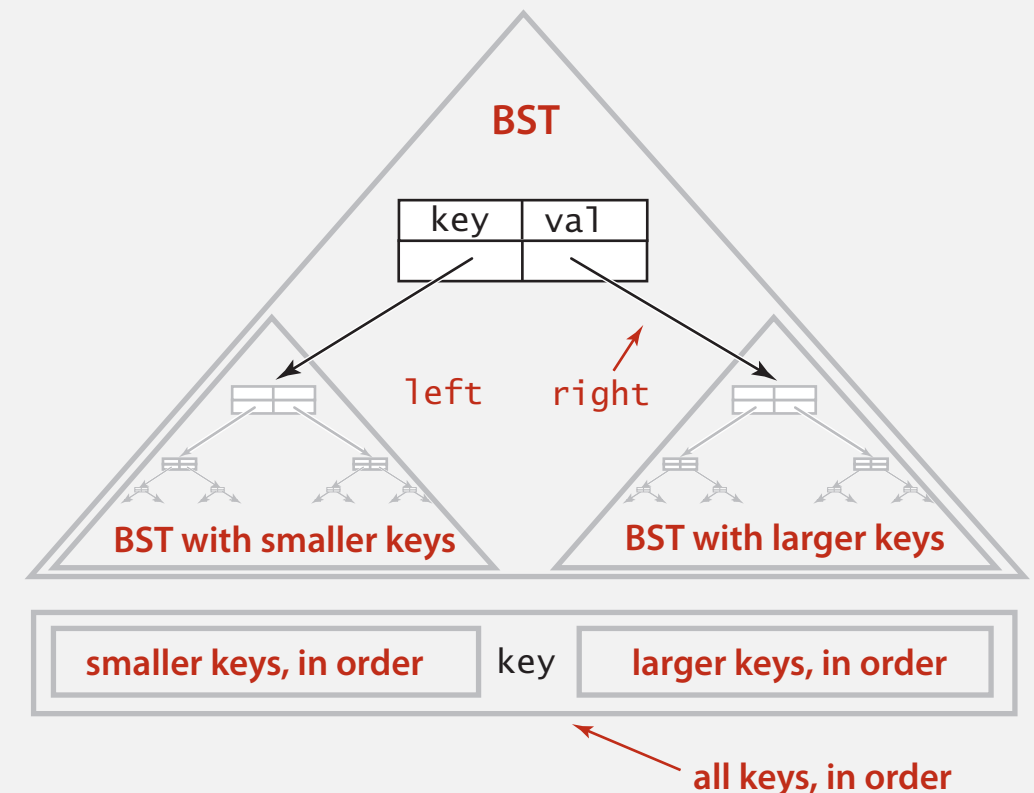 BST
key val
left right
BST with smaller keys BST with larger keys
smaller keys, in order key larger keys, in order
all keys, in order